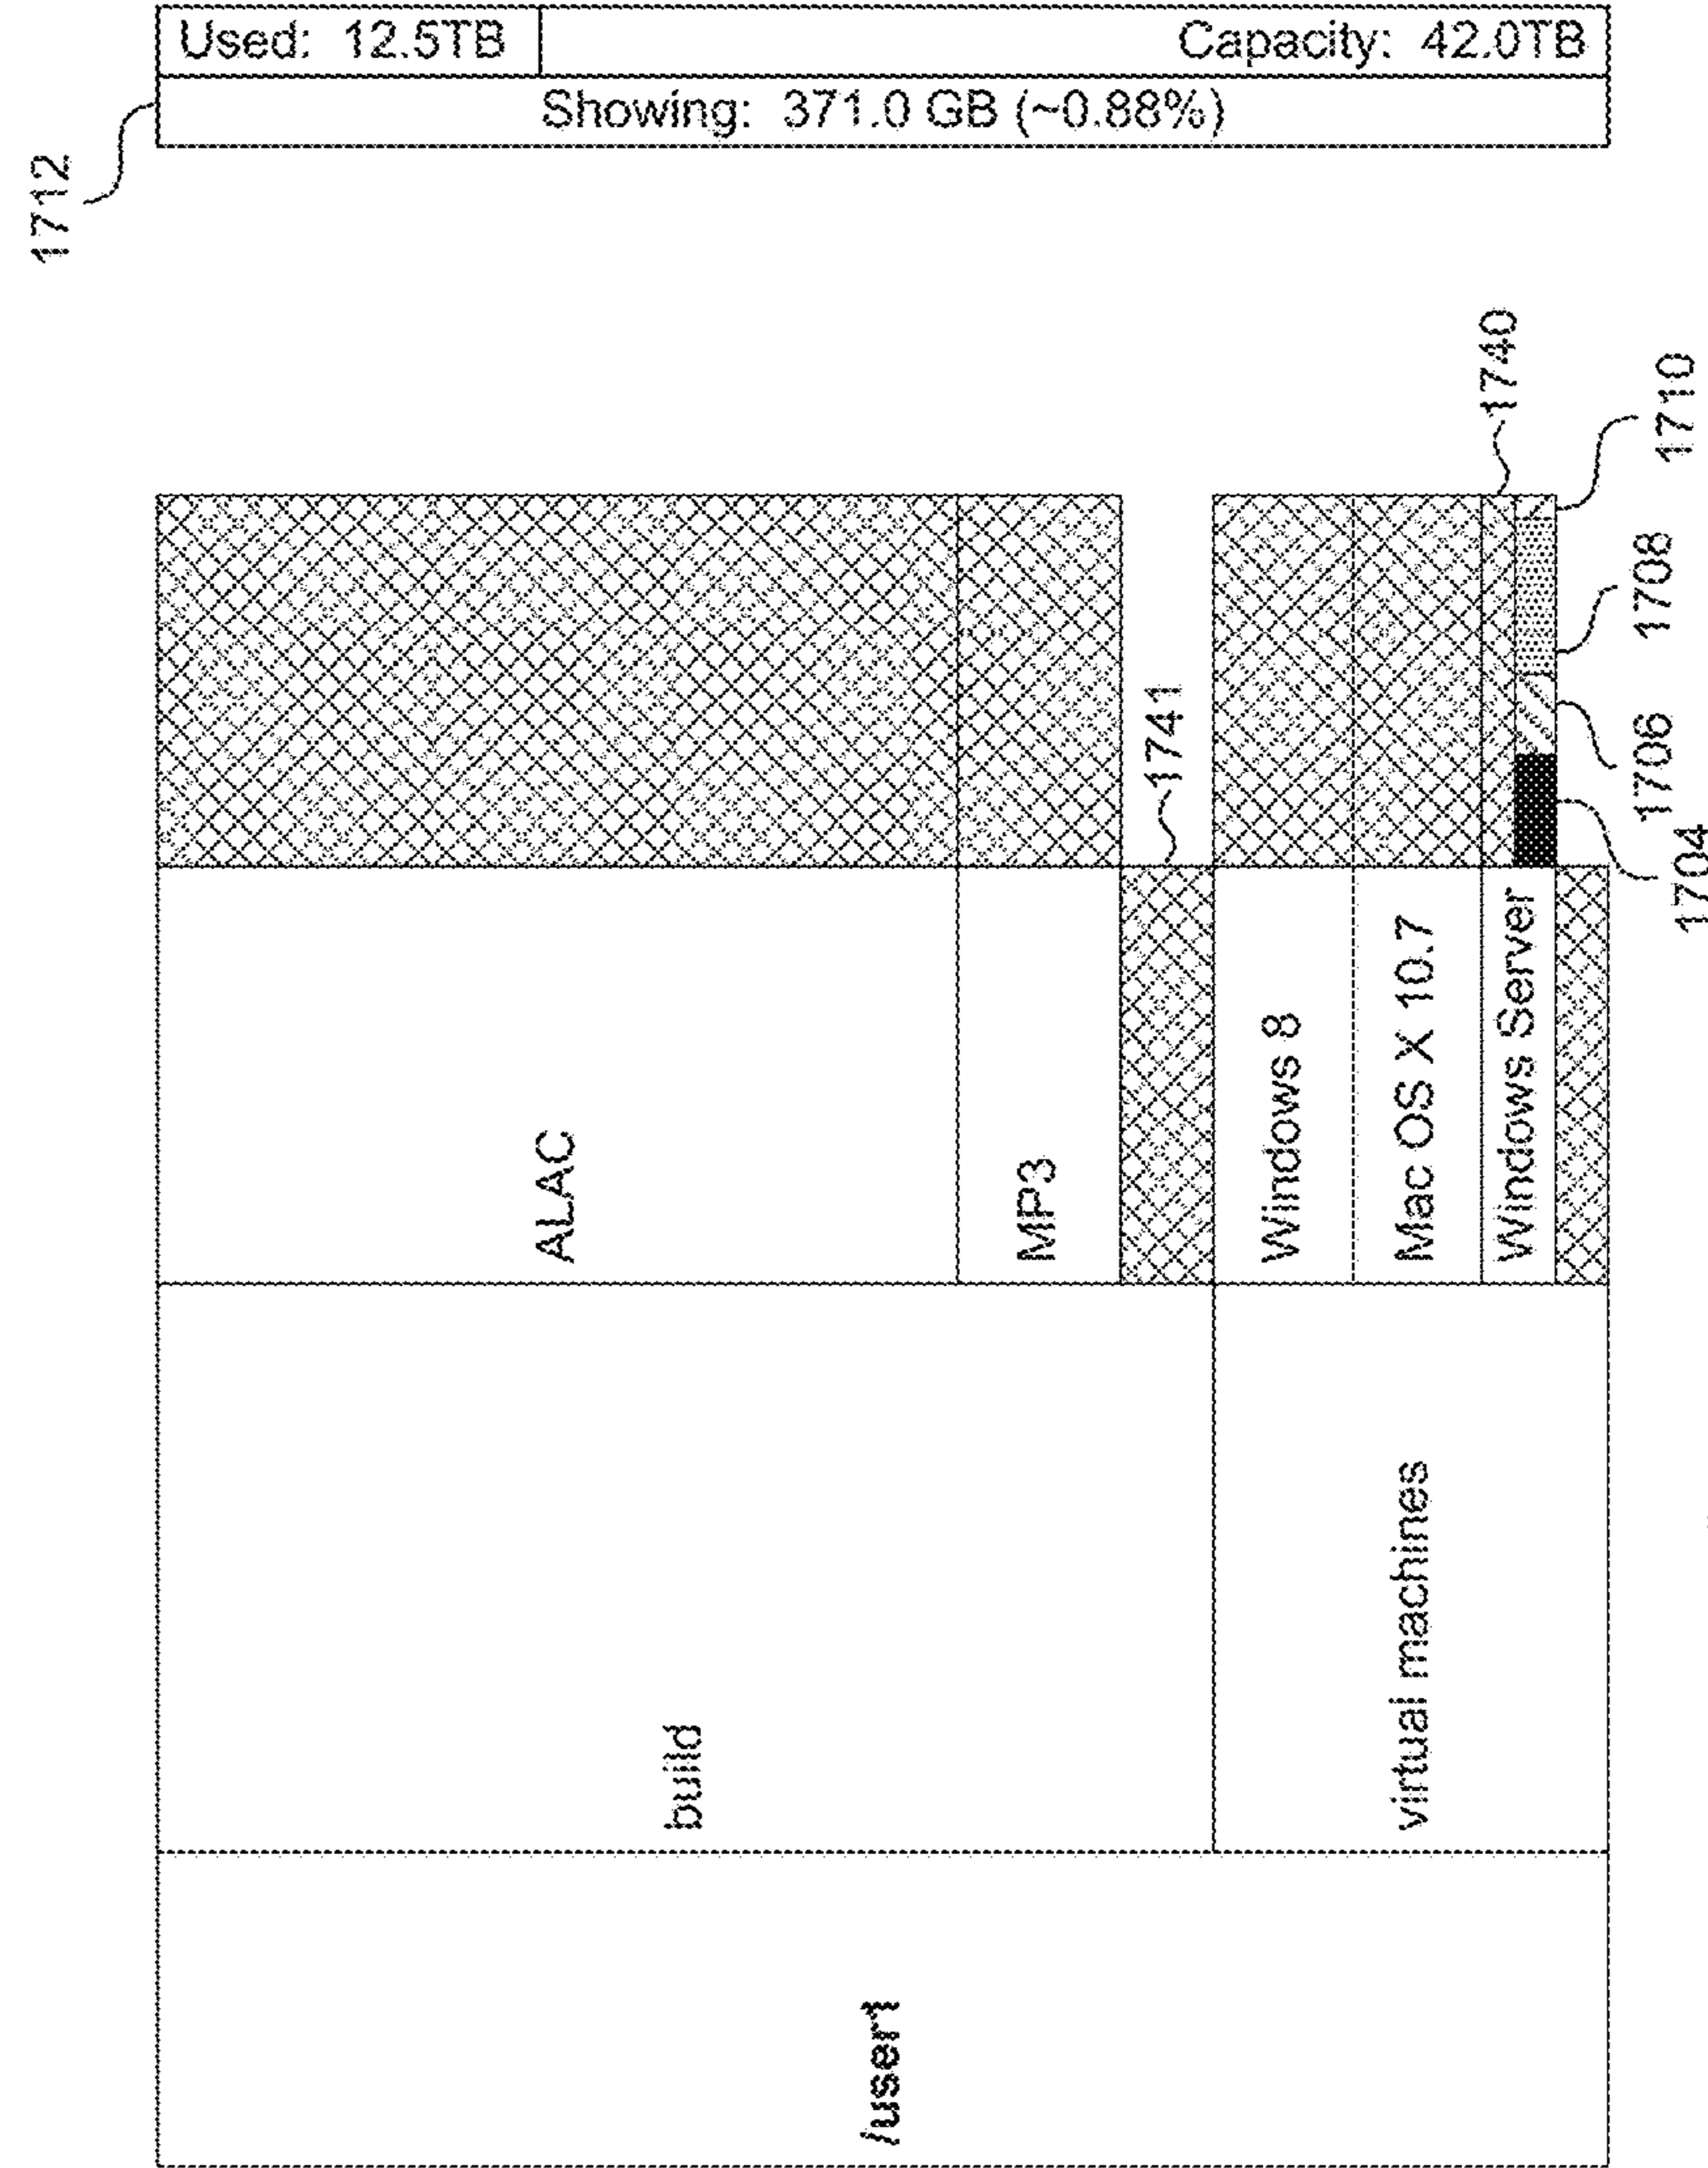 Used: 12.5TB
Capacity: 42.0TB
Showing: 371.0 GB (~0.88%)
1712
1740
1710
1708
1706
1704
1741
ALAC
MP3
Windows 8
Mac OS X 10.7
Windows Server
build
virtual machines
/user1